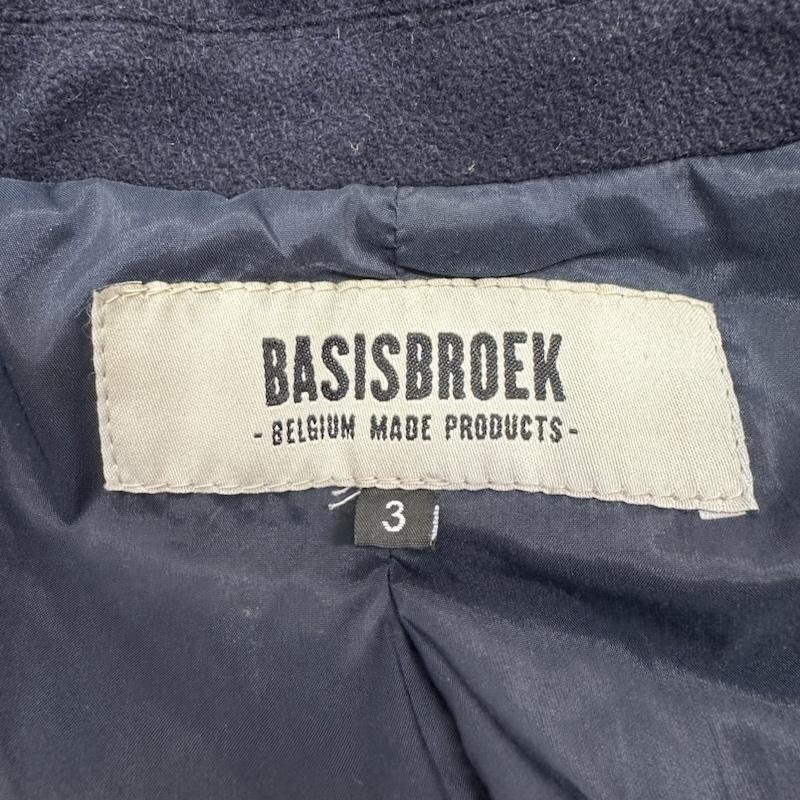 BASISBROEK
- BELGIUM MADE PRODUCTS -
3